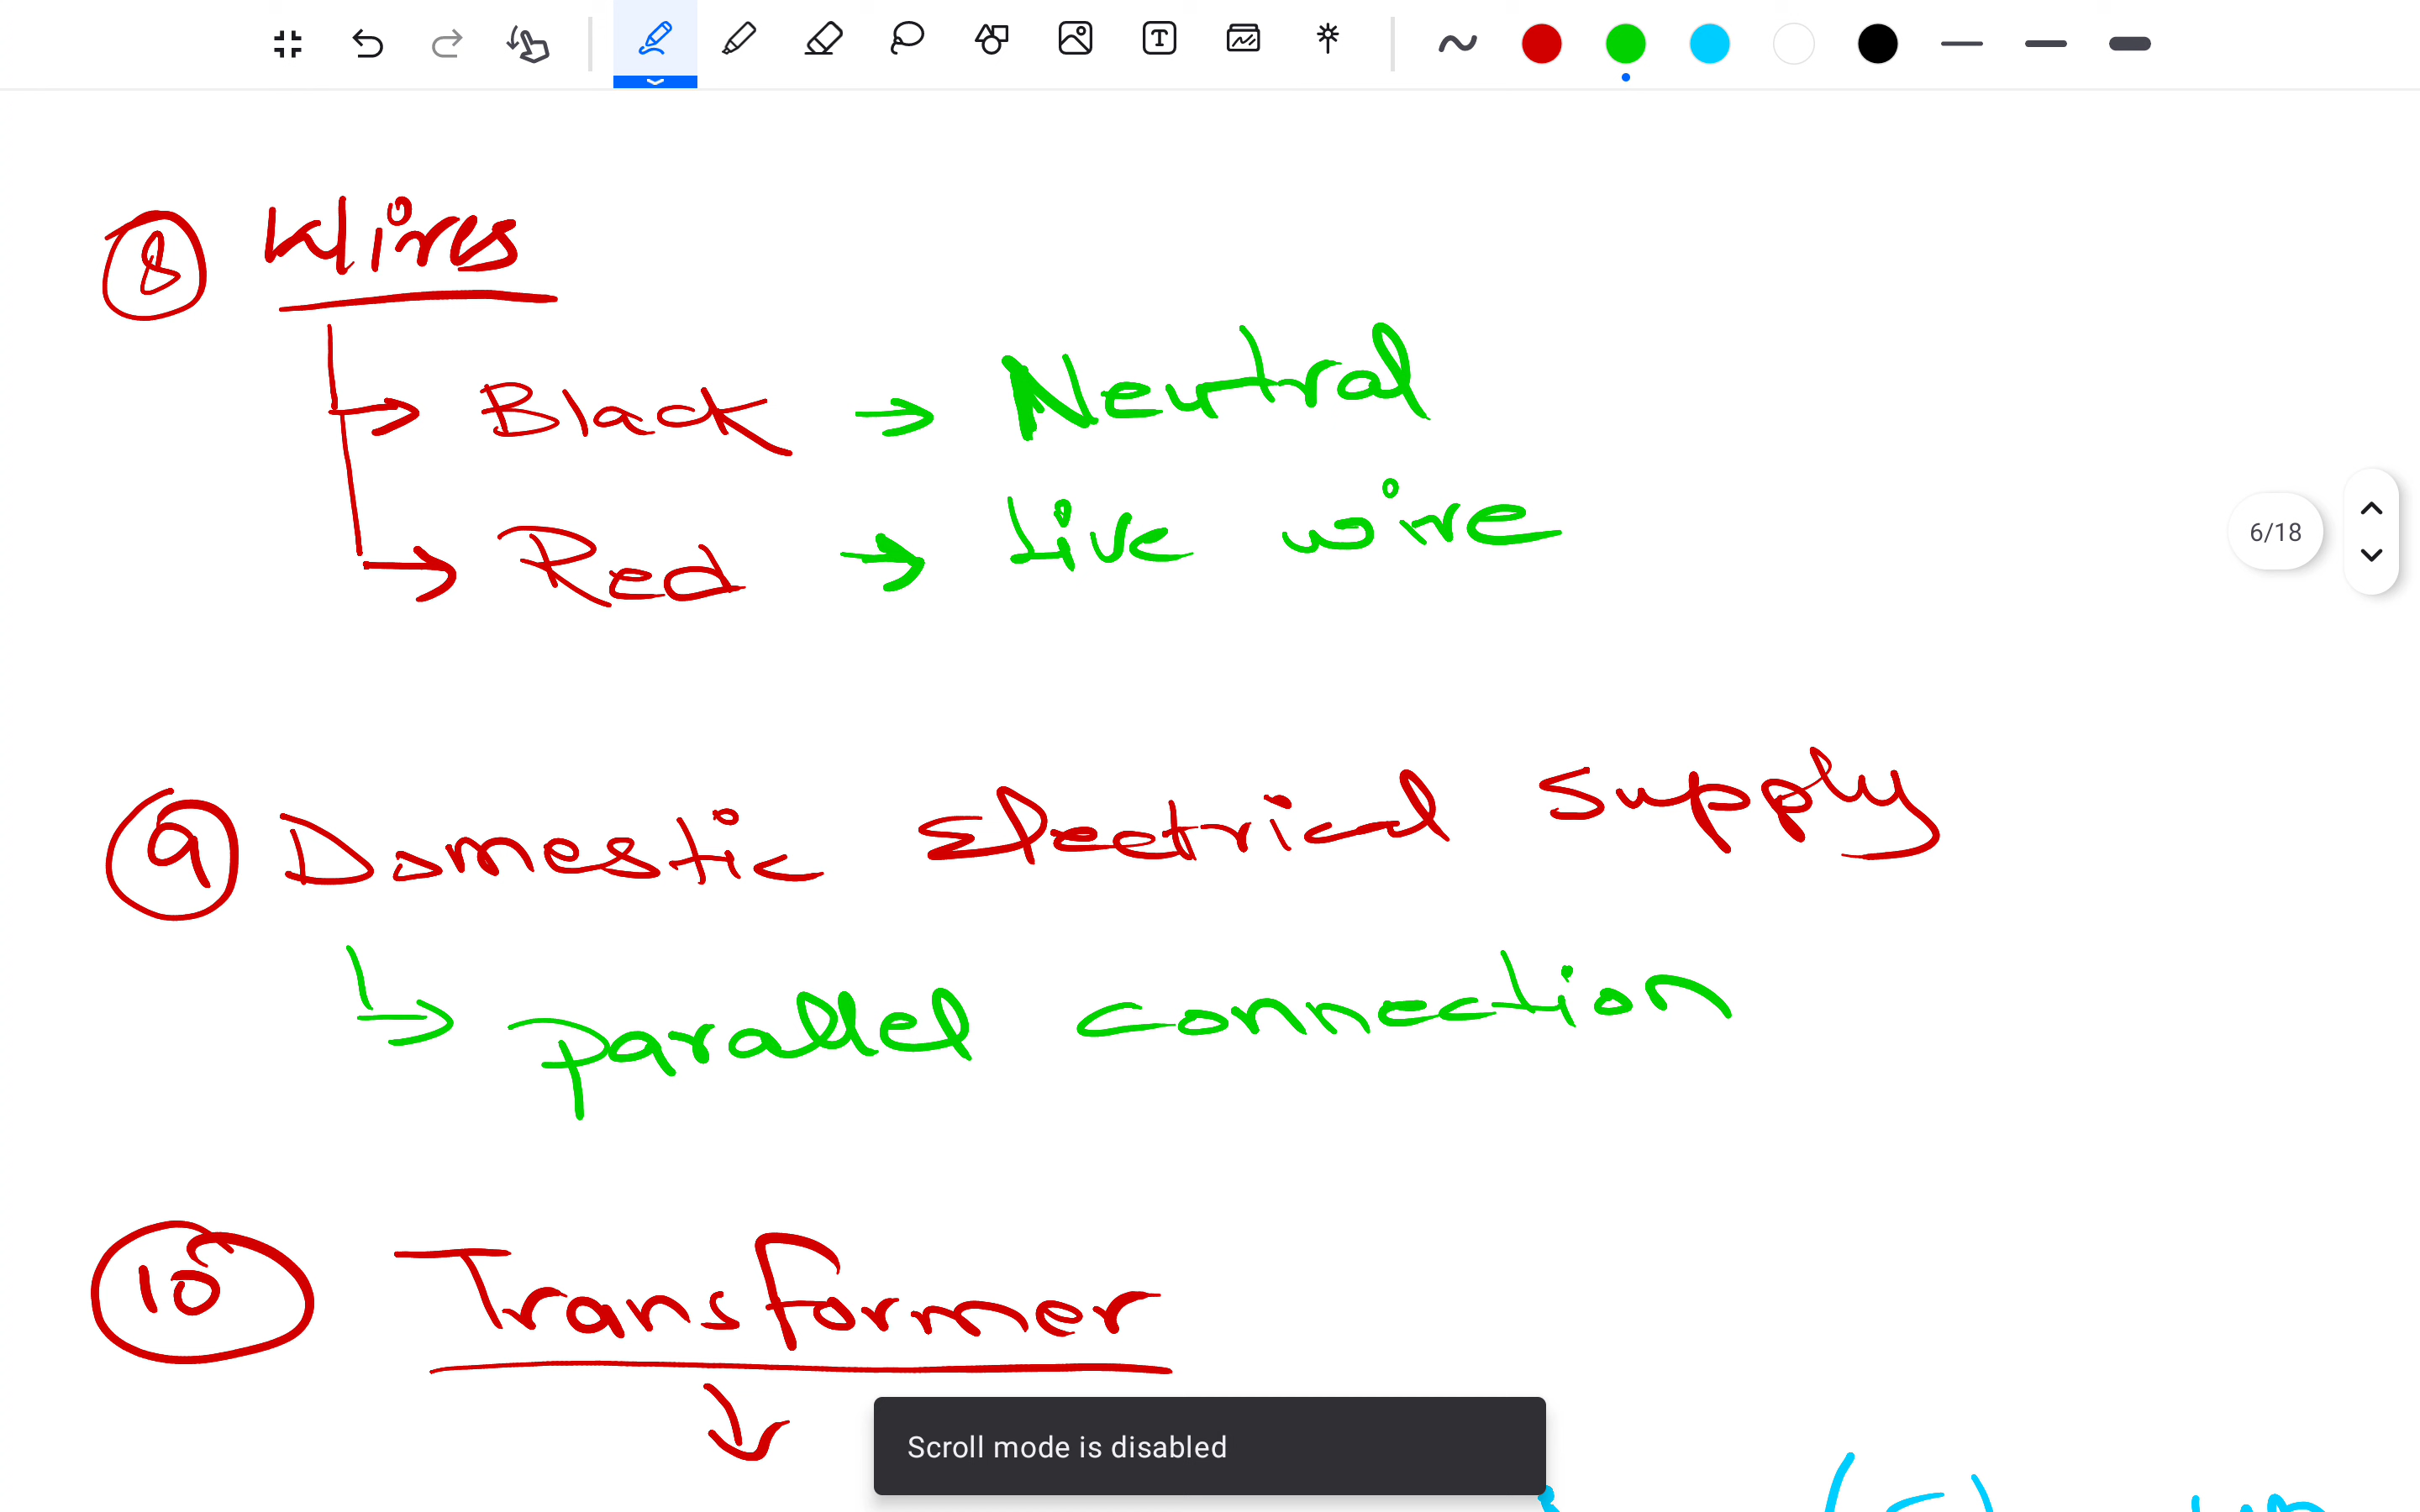 8 Wires
Black → Neutral
Red → Live wire
6/18
9 Domestic Electrical Supply
↳ parallel connection
10 Transformer
Scroll mode is disabled